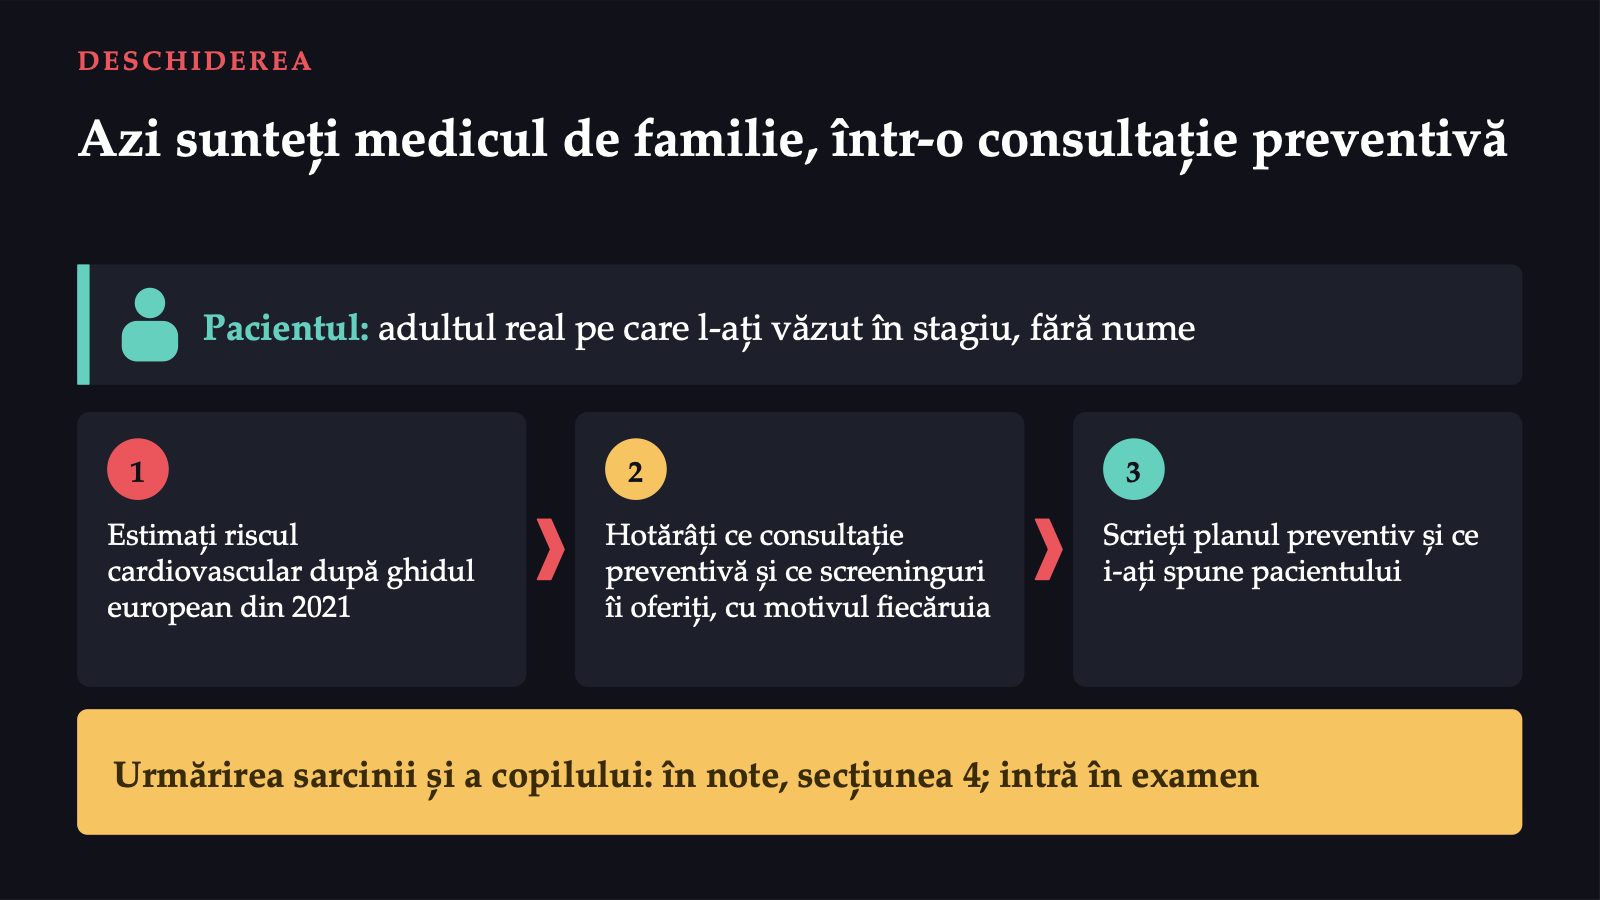 DESCHIDEREA
Azi sunteți medicul de familie, într-o consultație preventivă
Pacientul: adultul real pe care l-ați văzut în stagiu, fără nume
1
Estimați riscul
cardiovascular după ghidul
european din 2021
2
Hotărâți ce consultație
preventivă și ce screeninguri
îi oferiți, cu motivul fiecăruia
3
Scrieți planul preventiv și ce
i-ați spune pacientului
Urmărirea sarcinii și a copilului: în note, secțiunea 4; intră în examen